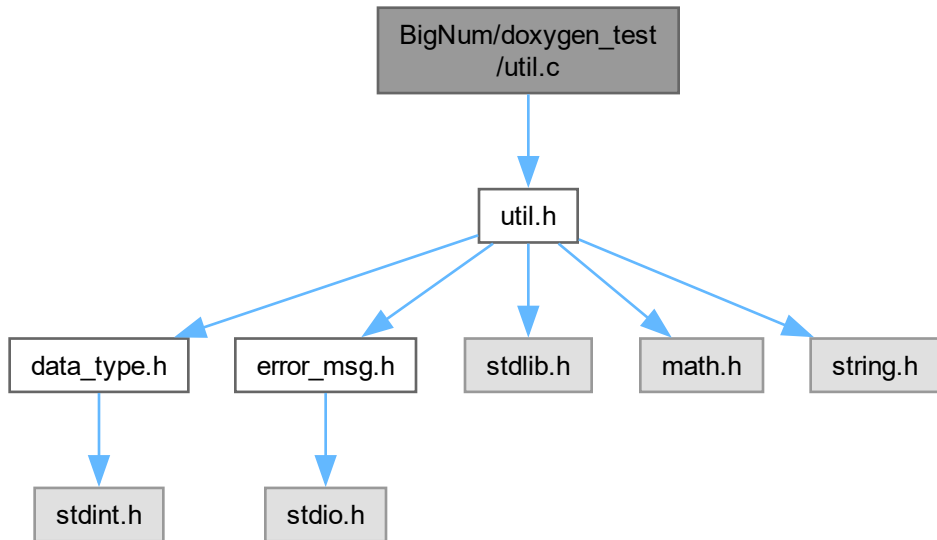 BigNum/doxygen_test
/util.c
util.h
data_type.h
error_msg.h
stdlib.h
math.h
string.h
stdint.h
stdio.h